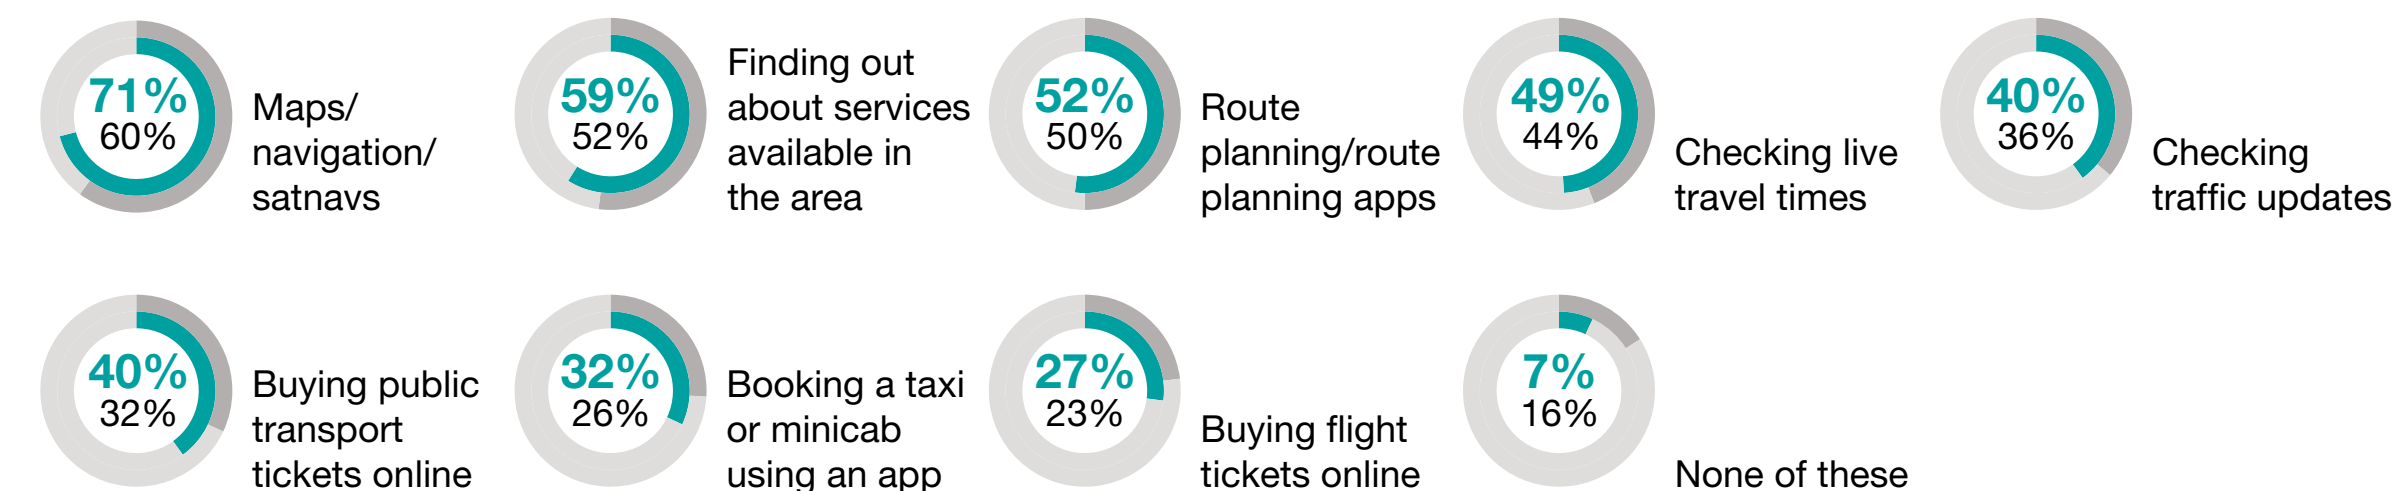 71%
60%
Maps/
navigation/
satnavs
59%
52%
Finding out
about services
available in
the area
52%
50%
Route
planning/route
planning apps
49%
44%
Checking live
travel times
40%
36%
Checking
traffic updates
40%
32%
Buying public
transport
tickets online
32%
26%
Booking a taxi
or minicab
using an app
27%
23%
Buying flight
tickets online
7%
16%
None of these